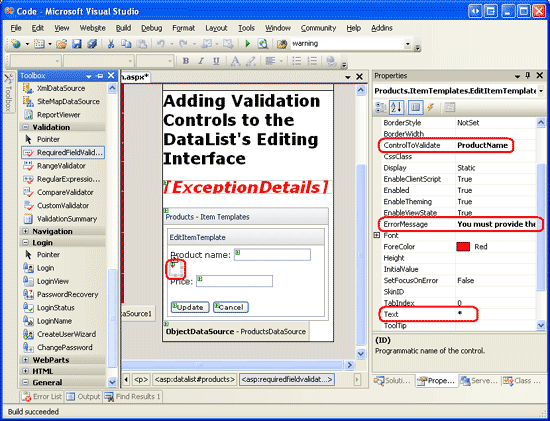 Code - Microsoft Visual Studio
File Edit View Website Build Debug Format Layout Tools Window Community Help Addins
warning
Toolbox
Toolbox
XmlDataSource
SiteMapDataSource
ReportViewer
Validation
Pointer
RequiredFieldValid...
RangeValidator
RegularExpressio...
CompareValidator
CustomValidator
ValidationSummary
Navigation
Login
Pointer
Login
LoginView
PasswordRecovery
LoginStatus
LoginName
CreateUserWizard
ChangePassword
WebParts
HTML
General
n.aspx*
Adding Validation
Controls to the
DataList's Editing
Interface
[ExceptionDetails]
Products - Item Templates
EditItemTemplate
Product name:
Price:
Update Cancel
aSource1
ObjectDataSource - ProductsDataSource
<p> <asp:datalist#products> <asp:requiredfieldvalidat...
Properties
Products.ItemTemplates.EditItemTemplate
BorderStyle NotSet
BorderWidth
ControlToValidate ProductName
CssClass
Display Static
EnableClientScript True
Enabled True
EnableTheming True
EnableViewState True
ErrorMessage You must provide the
Font
ForeColor Red
Height
InitialValue
SetFocusOnError False
SkinID
TabIndex 0
Text *
ToolTip
(ID)
Programmatic name of the control.
Soluti... Prope... Serve... Class ...
Error List Output Find Results 1
Build succeeded